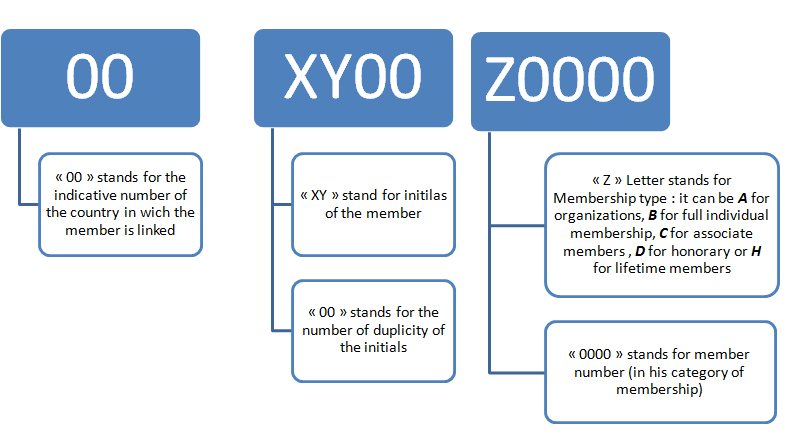 00
« 00 » stands for the
indicative number of
the country in wich the
member is linked
XY00
« XY » stand for initilas
of the member
« 00 » stands for the
number of duplicity of
the initials
Z0000
« Z » Letter stands for
Membership type : it can be A for
organizations, B for full individual
membership, C for associate
members , D for honorary or H
for lifetime members
« 0000 » stands for member
number (in his category of
membership)